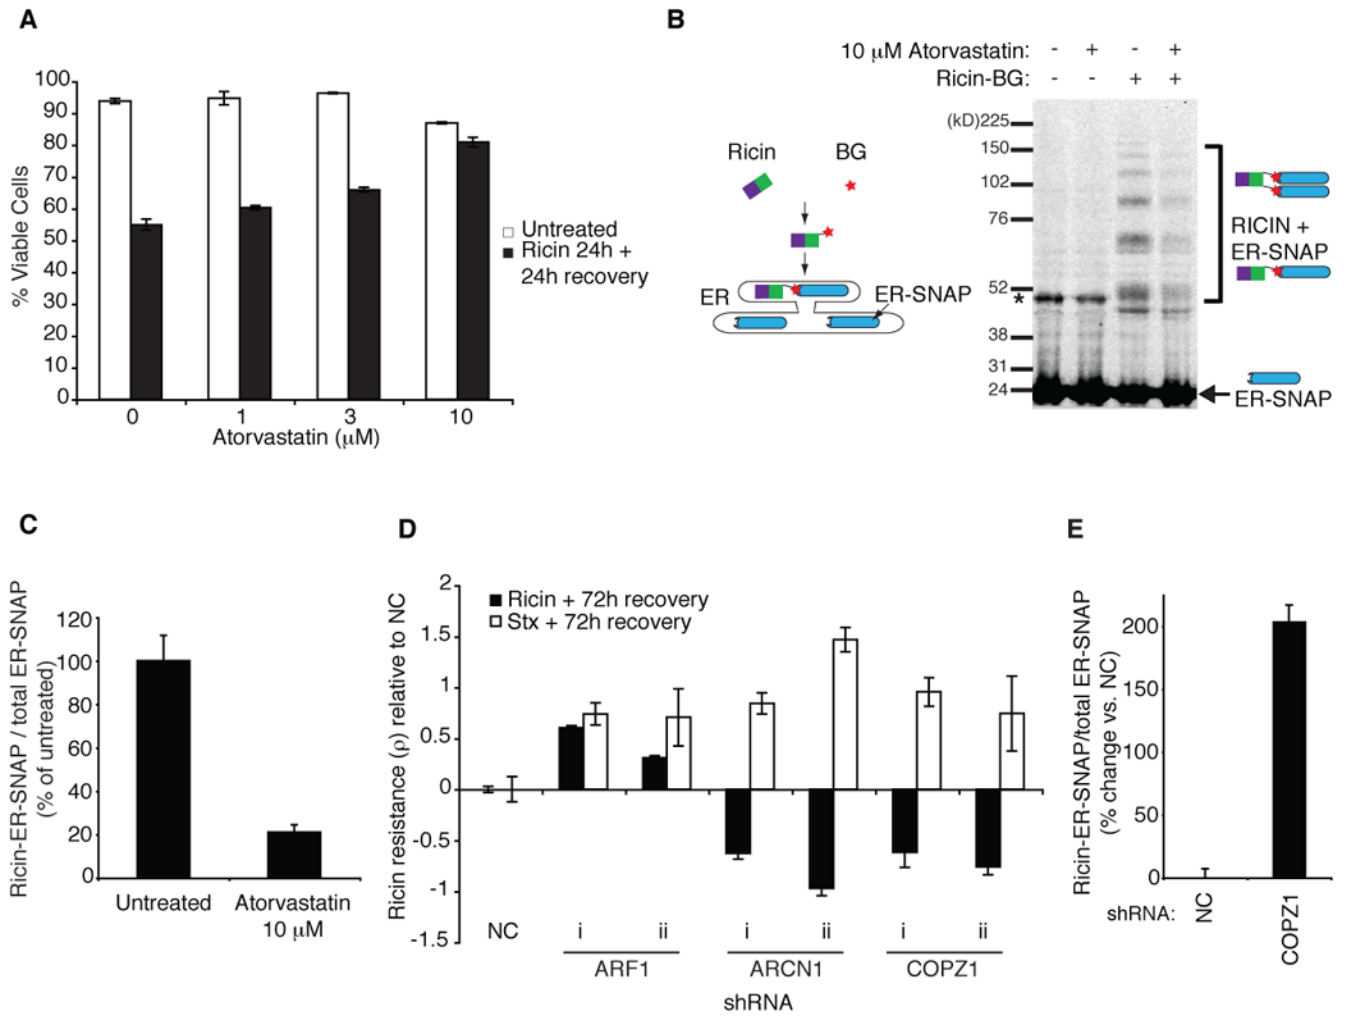 A
% Viable Cells
100
90
80
70
60
50
40
30
20
10
0
0 1 3 10
Atorvastatin (μM)
Untreated
Ricin 24h +
24h recovery
B
10 μM Atorvastatin: - + - +
Ricin-BG: - - + +
Ricin BG
ER
ER-SNAP
(kD)225
150
102
76
52
*
38
31
24
RICIN +
ER-SNAP
ER-SNAP
C
Ricin-ER-SNAP / total ER-SNAP
(% of untreated)
120
100
80
60
40
20
0
Untreated Atorvastatin
10 μM
D
Ricin resistance (ρ) relative to NC
2
1.5
1
0.5
0
-0.5
-1
-1.5
Ricin + 72h recovery
Stx + 72h recovery
NC i ii i ii i ii
ARF1 ARCN1 COPZ1
shRNA
E
Ricin-ER-SNAP/total ER-SNAP
(% change vs. NC)
200
150
100
50
0
shRNA: NC COPZ1